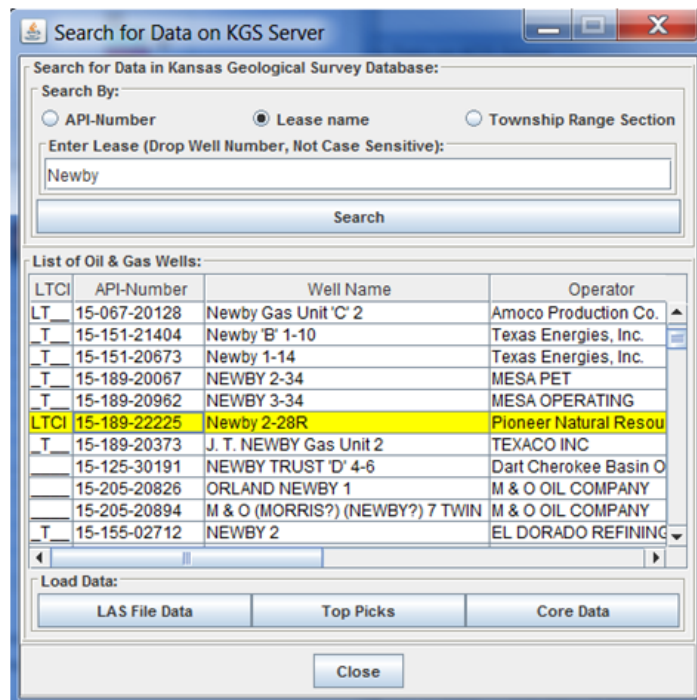 Search for Data on KGS Server
Search for Data in Kansas Geological Survey Database:
Search By:
API-Number Lease name Township Range Section
Enter Lease (Drop Well Number, Not Case Sensitive):
Newby
Search
List of Oil & Gas Wells:
LTCI API-Number Well Name Operator
LT__ 15-067-20128 Newby Gas Unit 'C' 2 Amoco Production Co.
_T__ 15-151-21404 Newby 'B' 1-10 Texas Energies, Inc.
_T__ 15-151-20673 Newby 1-14 Texas Energies, Inc.
_T__ 15-189-20067 NEWBY 2-34 MESA PET
_T__ 15-189-20962 NEWBY 3-34 MESA OPERATING
LTCI 15-189-22225 Newby 2-28R Pioneer Natural Resou
_T__ 15-189-20373 J. T. NEWBY Gas Unit 2 TEXACO INC
____ 15-125-30191 NEWBY TRUST 'D' 4-6 Dart Cherokee Basin O
____ 15-205-20826 ORLAND NEWBY 1 M & O OIL COMPANY
____ 15-205-20894 M & O (MORRIS?) (NEWBY?) 7 TWIN M & O OIL COMPANY
_T__ 15-155-02712 NEWBY 2 EL DORADO REFINING
Load Data:
LAS File Data Top Picks Core Data
Close